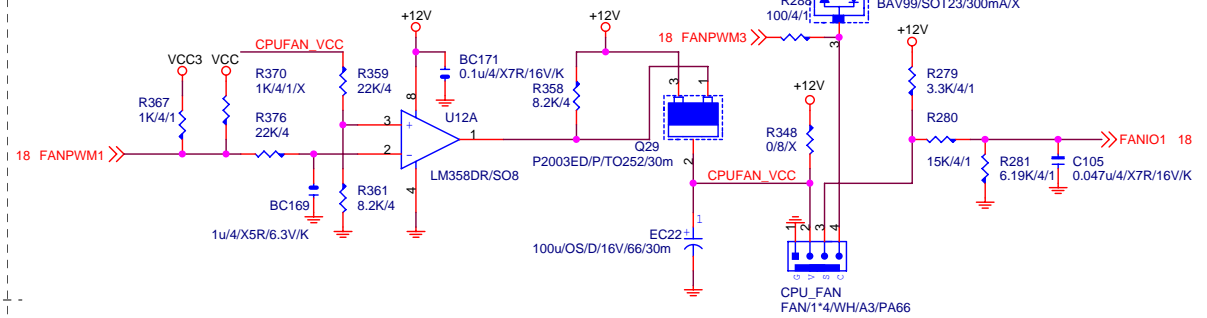 R288
BAV99/SOT23/300mA/X
100/4/1
+12V
+12V
18 FANPWM3
3
+12V
CPUFAN_VCC
VCC3
VCC
R370
1K/4/1/X
R359
22K/4
BC171
0.1u/4/X7R/16V/K
R358
8.2K/4
3
1
R279
3.3K/4/1
+12V
R367
1K/4/1
R376
22K/4
8
U12A
3
+
1
2
-
Q29
P2003ED/P/TO252/30m
R348
0/8/X
R280
FANIO1 18
18 FANPWM1
LM358DR/SO8
2
15K/4/1
R281
6.19K/4/1
C105
0.047u/4/X7R/16V/K
4
CPUFAN_VCC
BC169
R361
8.2K/4
1u/4/X5R/6.3V/K
1
EC22
+
100u/OS/D/16V/66/30m
1
2
3
4
G
V
S
C
CPU_FAN
FAN/1*4/WH/A3/PA66